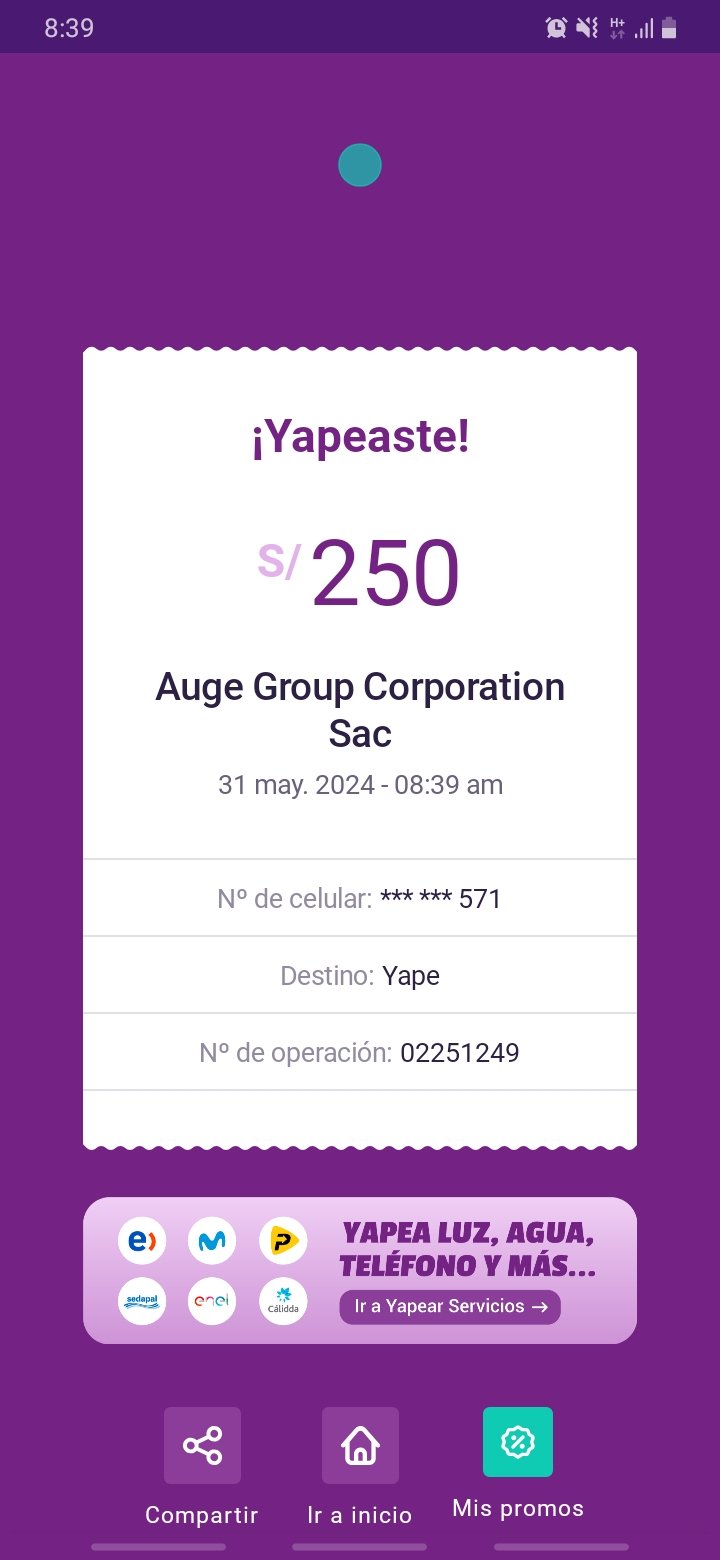 8:39
H+
¡Yapeaste!
S/ 250
Auge Group Corporation
Sac
31 may. 2024 - 08:39 am
Nº de celular: *** *** 571
Destino: Yape
Nº de operación: 02251249
e) P
sedapal enel Cálidda
YAPEA LUZ, AGUA,
TELÉFONO Y MÁS...
Ir a Yapear Servicios →
Compartir Ir a inicio Mis promos